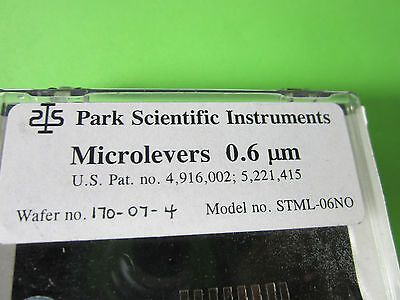 PSI Park Scientific Instruments
Microlevers 0.6 µm
U.S. Pat. no. 4,916,002; 5,221,415
Wafer no. 170-07-4 Model no. STML-06NO